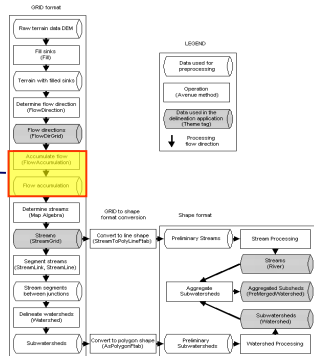 GRID format
Raw terrain data DEM
Fill sinks
(Fill)
Terrain with filled sinks
Determine flow direction
(FlowDirection)
Flow directions
(FlowDirGrid)
Accumulate flow
(FlowAccumulation)
Flow accumulation
Determine streams
(Map Algebra)
Streams
(StreamGrid)
Segment streams
(StreamLink, StreamLine)
Stream segments
between junctions
Delineate watersheds
(Watershed)
Subwatersheds
LEGEND
Data used for
preprocessing
Operation
(Avenue method)
Data used in the
delineation application
(Theme tag)
Processing
flow direction
GRID to shape
format conversion
Convert to line shape
(StreamToPolyLineFtab)
Convert to polygon shape
(AsPolygonFtab)
Shape format
Preliminary Streams
Stream Processing
Streams
(River)
Aggregate
Subwatersheds
Aggregated Subsheds
(PreMergedWatershed)
Subwatersheds
(Watershed)
Preliminary
Subwatersheds
Watershed Processing